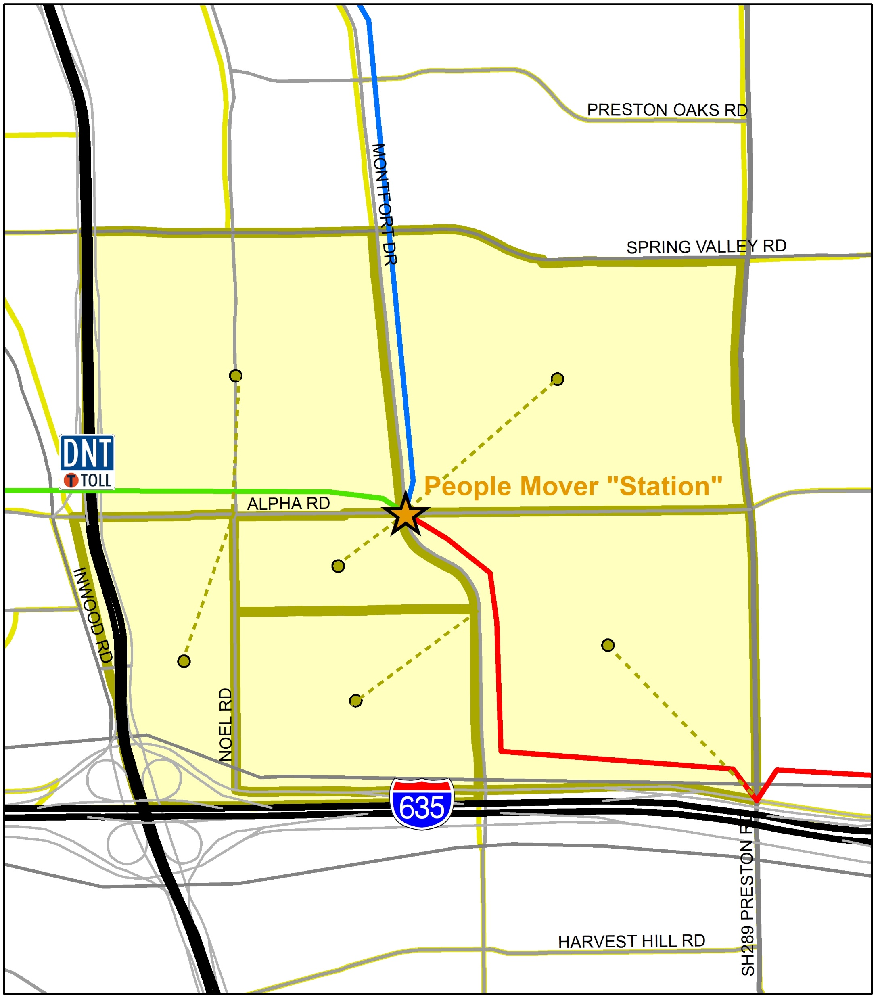 PRESTON OAKS RD
MONTFORT DR
SPRING VALLEY RD
DNT
T TOLL
People Mover "Station"
ALPHA RD
INWOOD RD
NOEL RD
635
SH289 PRESTON RD
HARVEST HILL RD